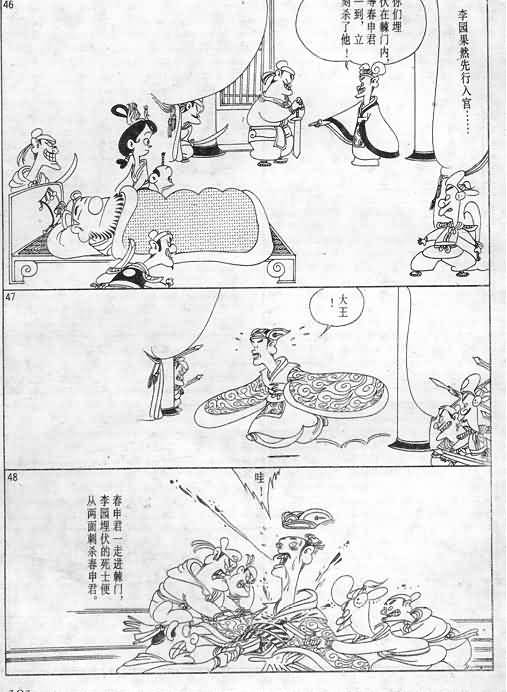 46
李园果然先行入宫……
你们埋
伏在棘门内,
等春申君
一到,立
刻杀了他!
47
大王!
48
哇!
春申君一走进棘门,
李园埋伏的死士便
从两面刺杀春申君。